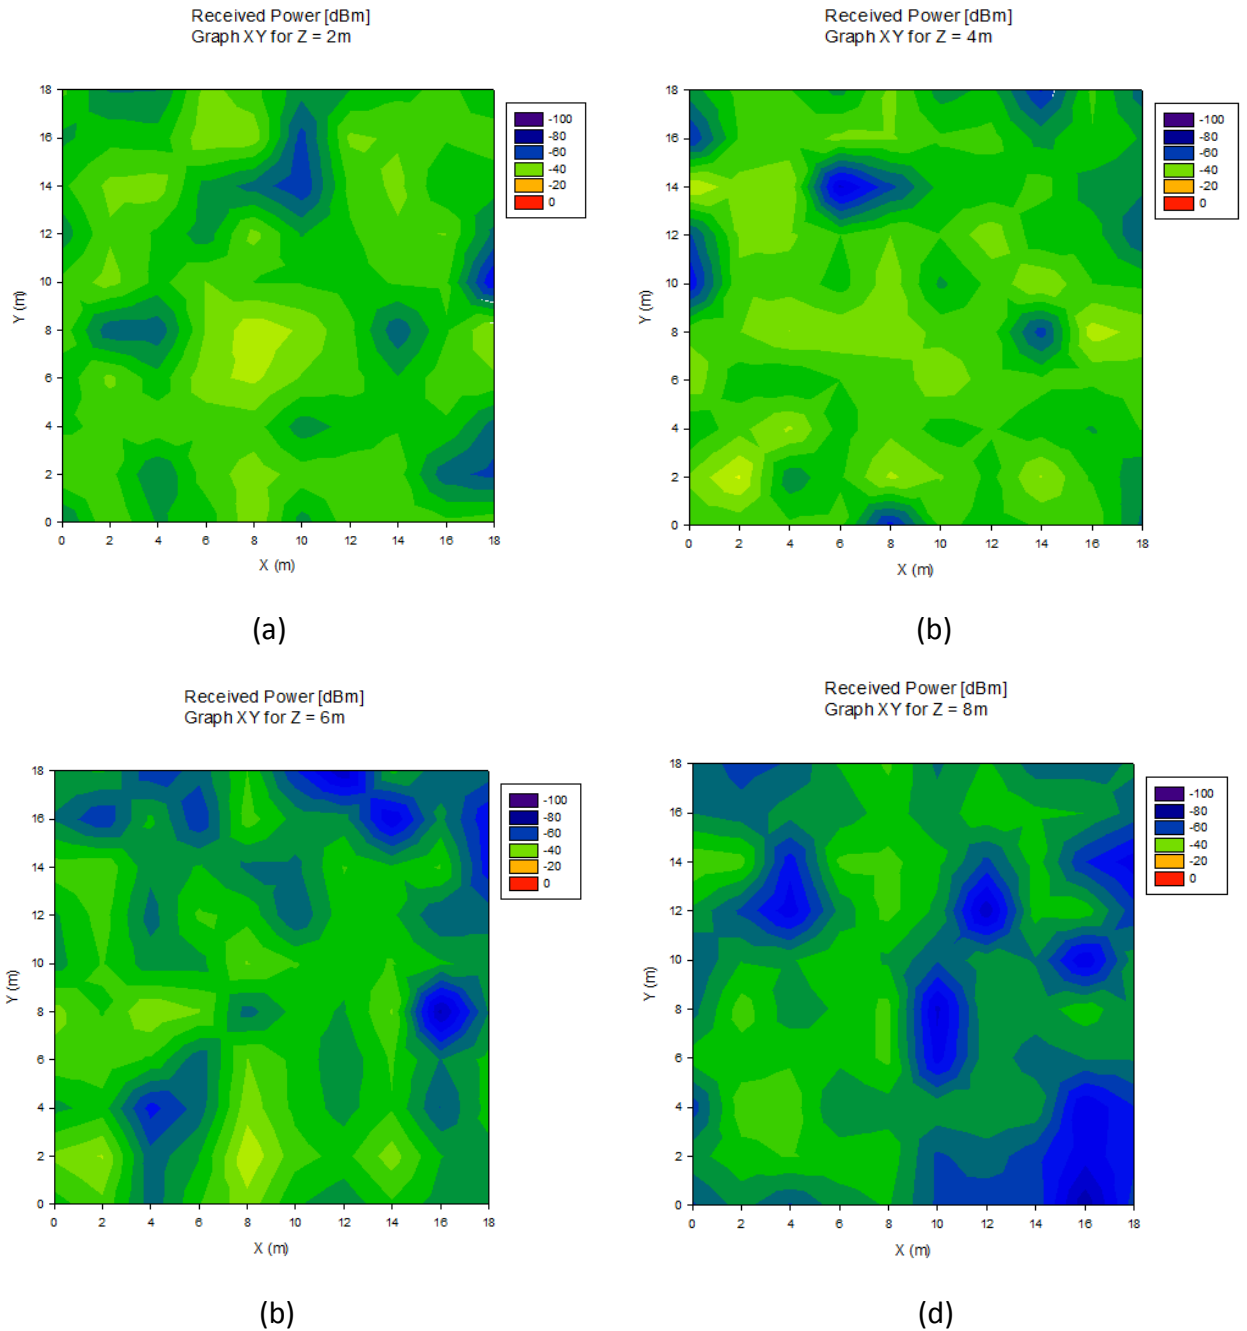 Received Power [dBm]
Graph XY for Z = 2m
18
16
14
12
10
8
6
4
2
0
Y (m)
0 2 4 6 8 10 12 14 16 18
X (m)
-100
-80
-60
-40
-20
0
(a)
Received Power [dBm]
Graph XY for Z = 4m
18
16
14
12
10
8
6
4
2
0
Y (m)
0 2 4 6 8 10 12 14 16 18
X (m)
-100
-80
-60
-40
-20
0
(b)
Received Power [dBm]
Graph XY for Z = 6m
18
16
14
12
10
8
6
4
2
0
Y (m)
0 2 4 6 8 10 12 14 16 18
X (m)
-100
-80
-60
-40
-20
0
(b)
Received Power [dBm]
Graph XY for Z = 8m
18
16
14
12
10
8
6
4
2
0
Y (m)
0 2 4 6 8 10 12 14 16 18
X (m)
-100
-80
-60
-40
-20
0
(d)